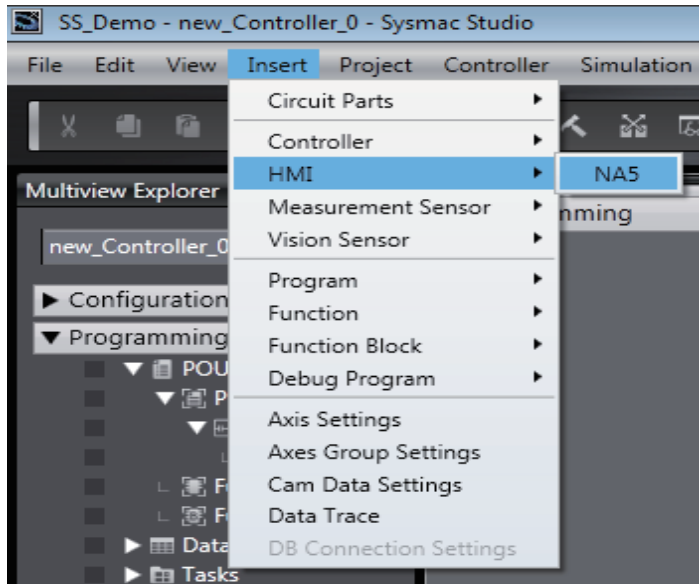 SS_Demo - new_Controller_0 - Sysmac Studio
File Edit View Insert Project Controller Simulation
Circuit Parts
Controller
HMI
NA5
Measurement Sensor
Vision Sensor
Program
Function
Function Block
Debug Program
Axis Settings
Axes Group Settings
Cam Data Settings
Data Trace
DB Connection Settings
Multiview Explorer
new_Controller_0
Configuration
Programming
POU
P
Data
Tasks